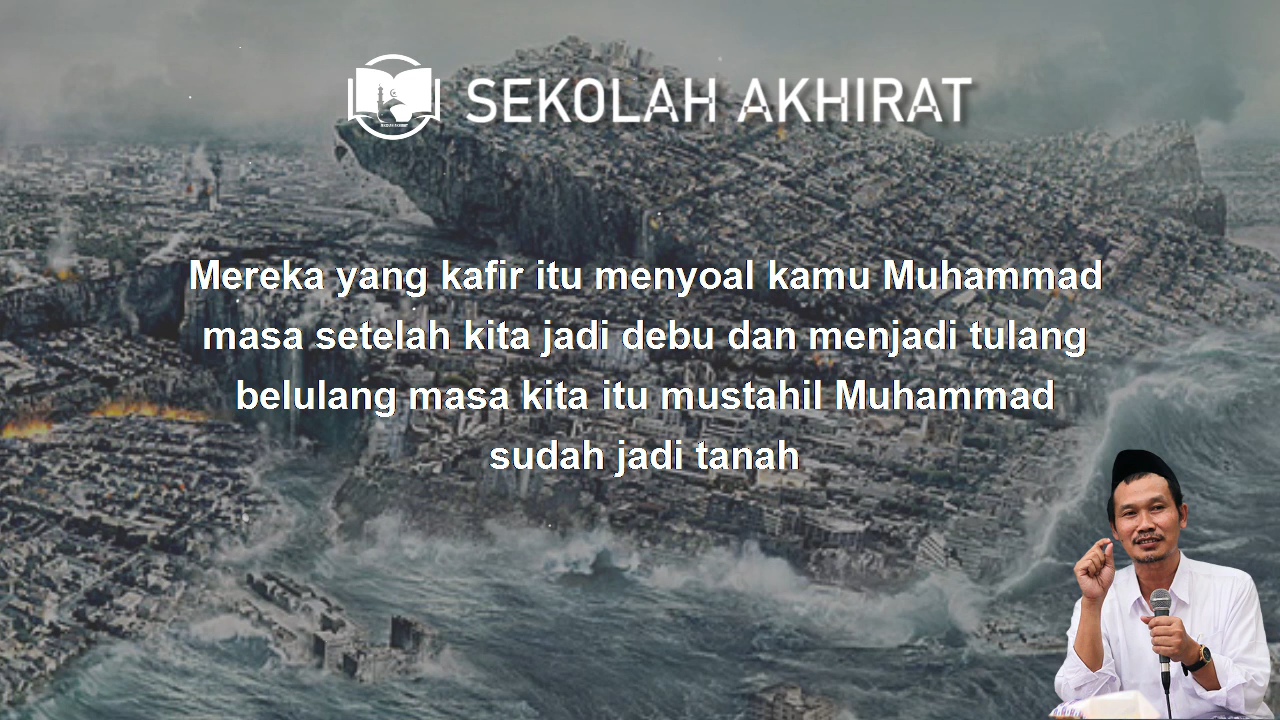 SEKOLAH AKHIRAT
Mereka yang kafir itu menyoal kamu Muhammad
masa setelah kita jadi debu dan menjadi tulang
belulang masa kita itu mustahil Muhammad
sudah jadi tanah